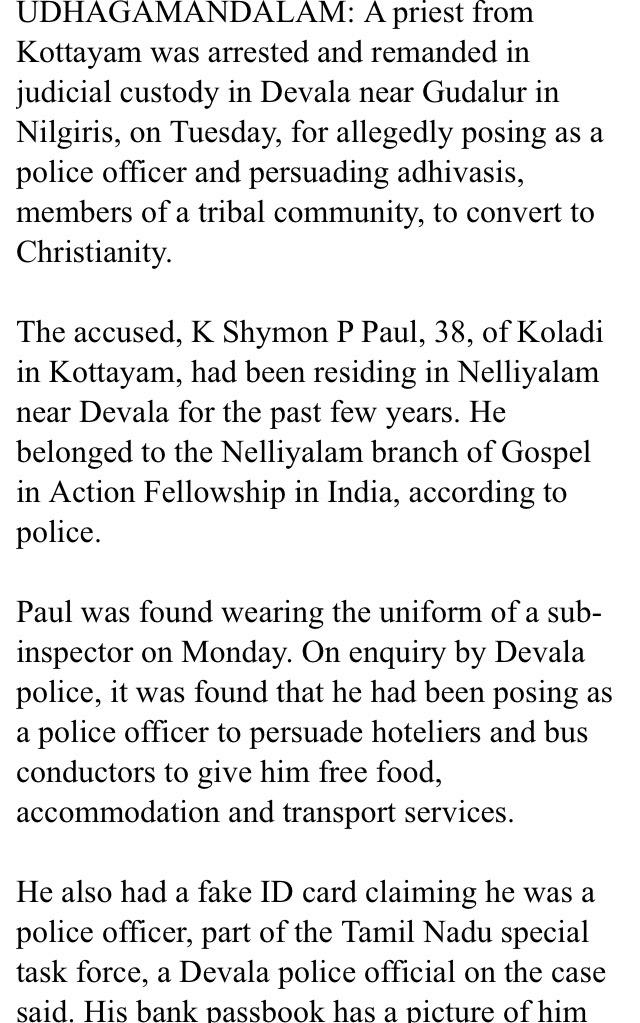 UDHAGAMANDALAM: A priest from
Kottayam was arrested and remanded in
judicial custody in Devala near Gudalur in
Nilgiris, on Tuesday, for allegedly posing as a
police officer and persuading adhivasis,
members of a tribal community, to convert to
Christianity.
The accused, K Shymon P Paul, 38, of Koladi
in Kottayam, had been residing in Nelliyalam
near Devala for the past few years. He
belonged to the Nelliyalam branch of Gospel
in Action Fellowship in India, according to
police.
Paul was found wearing the uniform of a sub-
inspector on Monday. On enquiry by Devala
police, it was found that he had been posing as
a police officer to persuade hoteliers and bus
conductors to give him free food,
accommodation and transport services.
He also had a fake ID card claiming he was a
police officer, part of the Tamil Nadu special
task force, a Devala police official on the case
said. His bank passbook has a picture of him